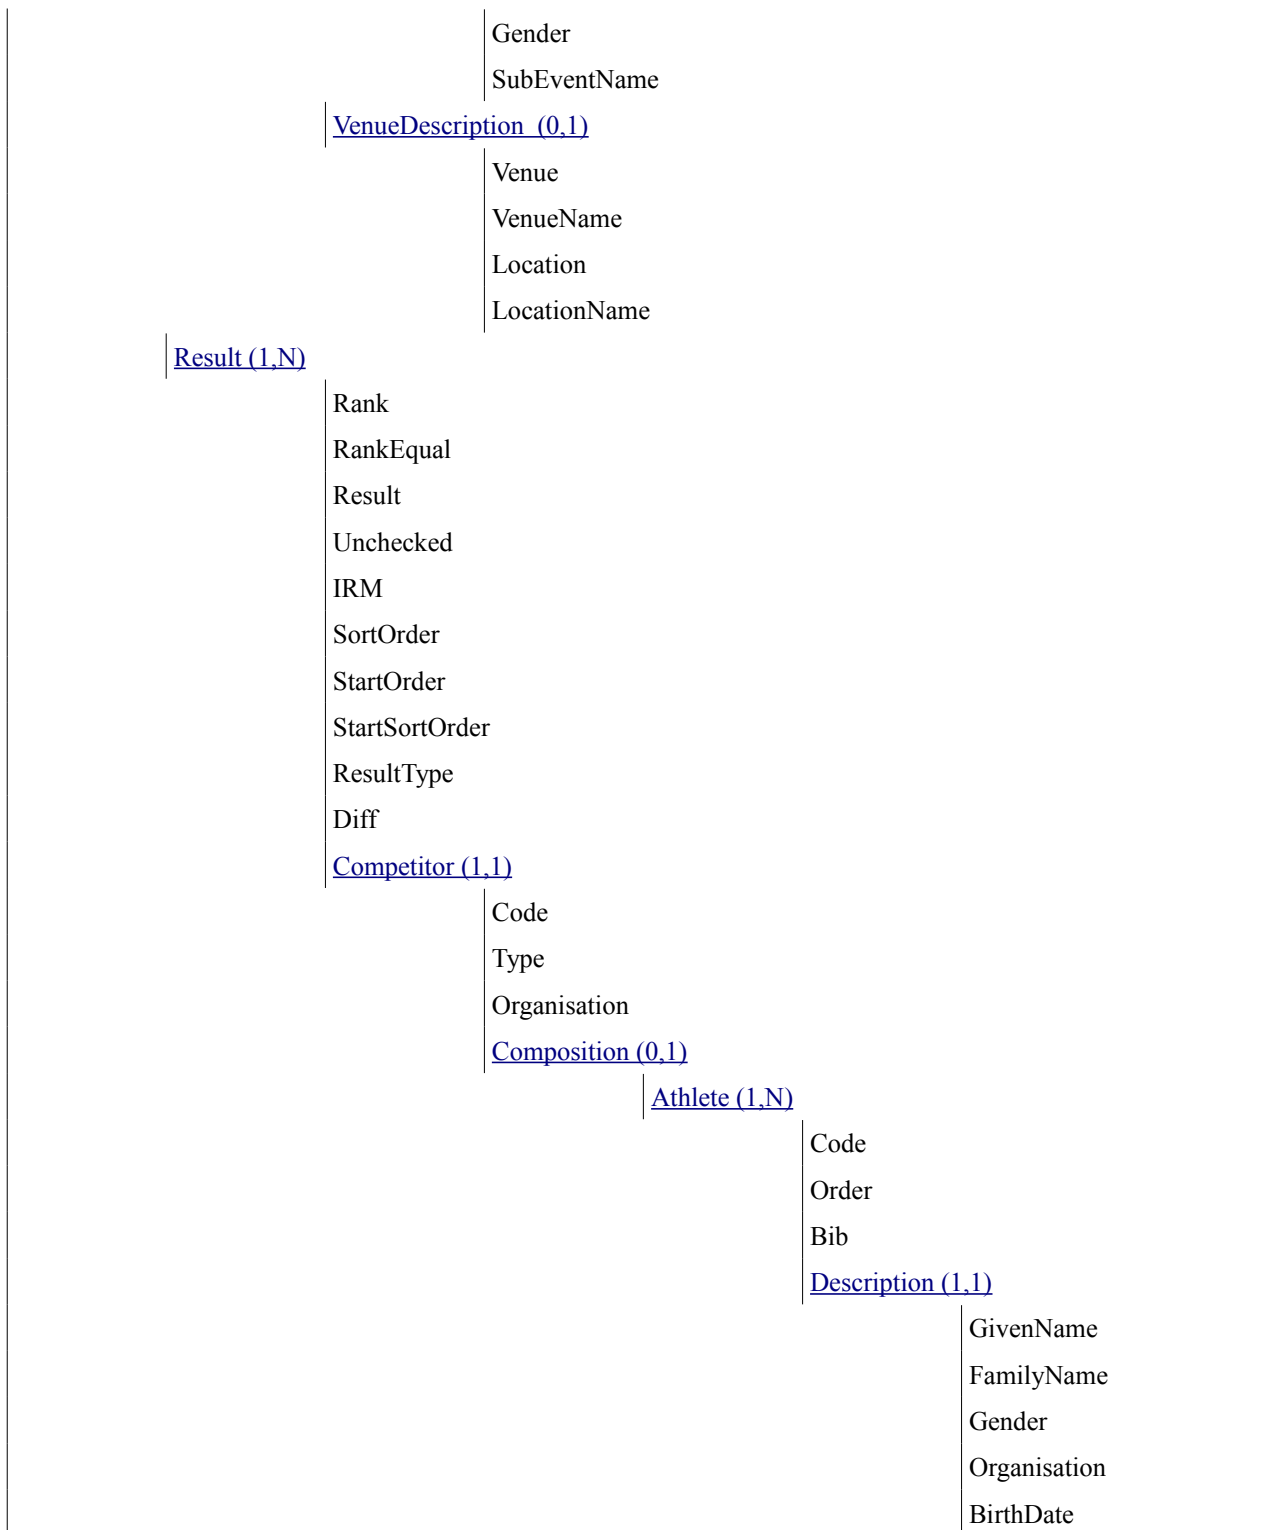 Gender
SubEventName
VenueDescription  (0,1)
Venue
VenueName
Location
LocationName
Result (1,N)
Rank
RankEqual
Result
Unchecked
IRM
SortOrder
StartOrder
StartSortOrder
ResultType
Diff
Competitor (1,1)
Code
Type
Organisation
Composition (0,1)
Athlete (1,N)
Code
Order
Bib
Description (1,1)
GivenName
FamilyName
Gender
Organisation
BirthDate